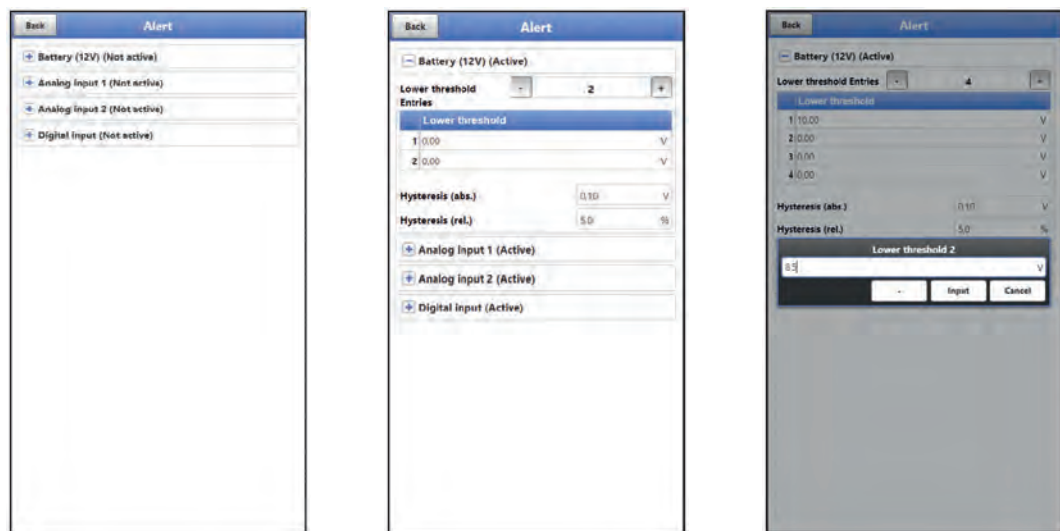 Back Alert
+ Battery (12V) (Not active)
+ Analog input 1 (Not active)
+ Analog input 2 (Not active)
+ Digital input (Not active)
Back Alert
− Battery (12V) (Active)
Lower threshold Entries - 2 +
Lower threshold
1 0.00 V
2 0.00 V
Hysteresis (abs.) 0.10 V
Hysteresis (rel.) 5.0 %
+ Analog input 1 (Active)
+ Analog input 2 (Active)
+ Digital input (Active)
Back Alert
− Battery (12V) (Active)
Lower threshold Entries - 4 +
Lower threshold
1 10.00 V
2 0.00 V
3 0.00 V
4 0.00 V
Hysteresis (abs.) 0.10 V
Hysteresis (rel.) 5.0 %
Lower threshold 2
8.5 V
- Input Cancel